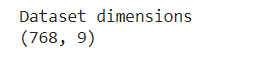 Dataset dimensions
(768, 9)